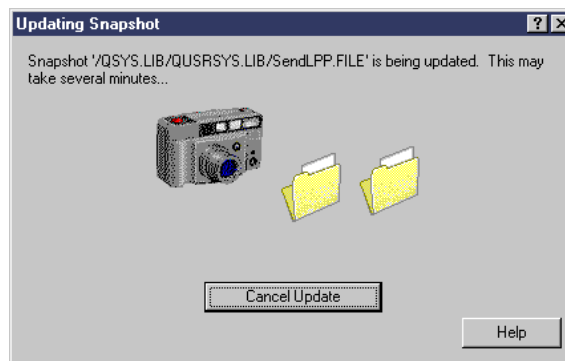 Updating Snapshot
Snapshot '/QSYS.LIB/QUSRSYS.LIB/SendLPP.FILE' is being updated. This may
take several minutes...
Cancel Update
Help